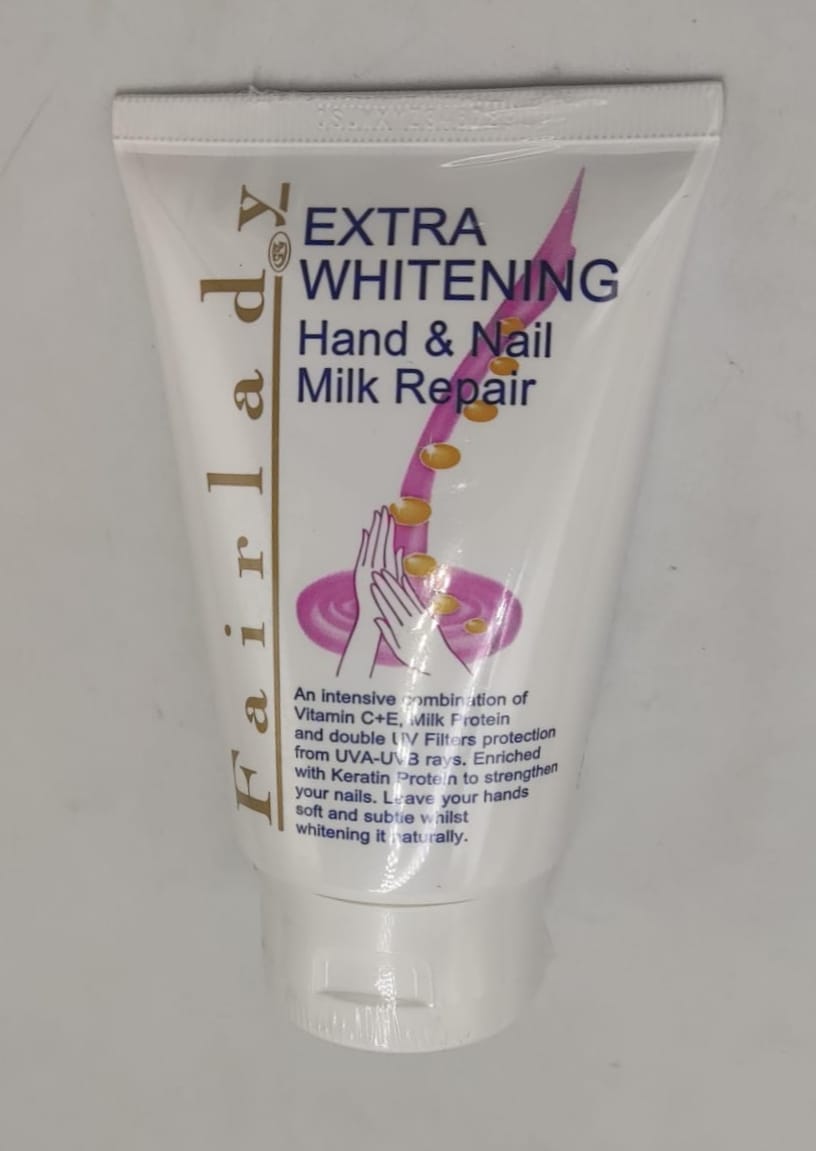 Fairlady
EXTRA
WHITENING
Hand & Nail
Milk Repair
An intensive combination of
Vitamin C+E, Milk Protein
and double UV Filters protection
from UVA-UVB rays. Enriched
with Keratin Protein to strengthen
your nails. Leave your hands
soft and subtle whilst
whitening it naturally.